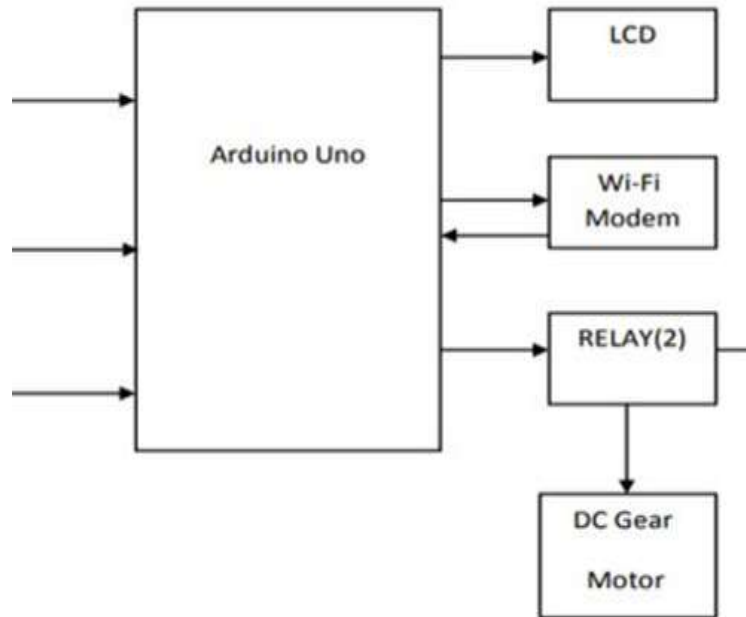 LCD
Arduino Uno
Wi-Fi
Modem
RELAY(2)
DC Gear
Motor